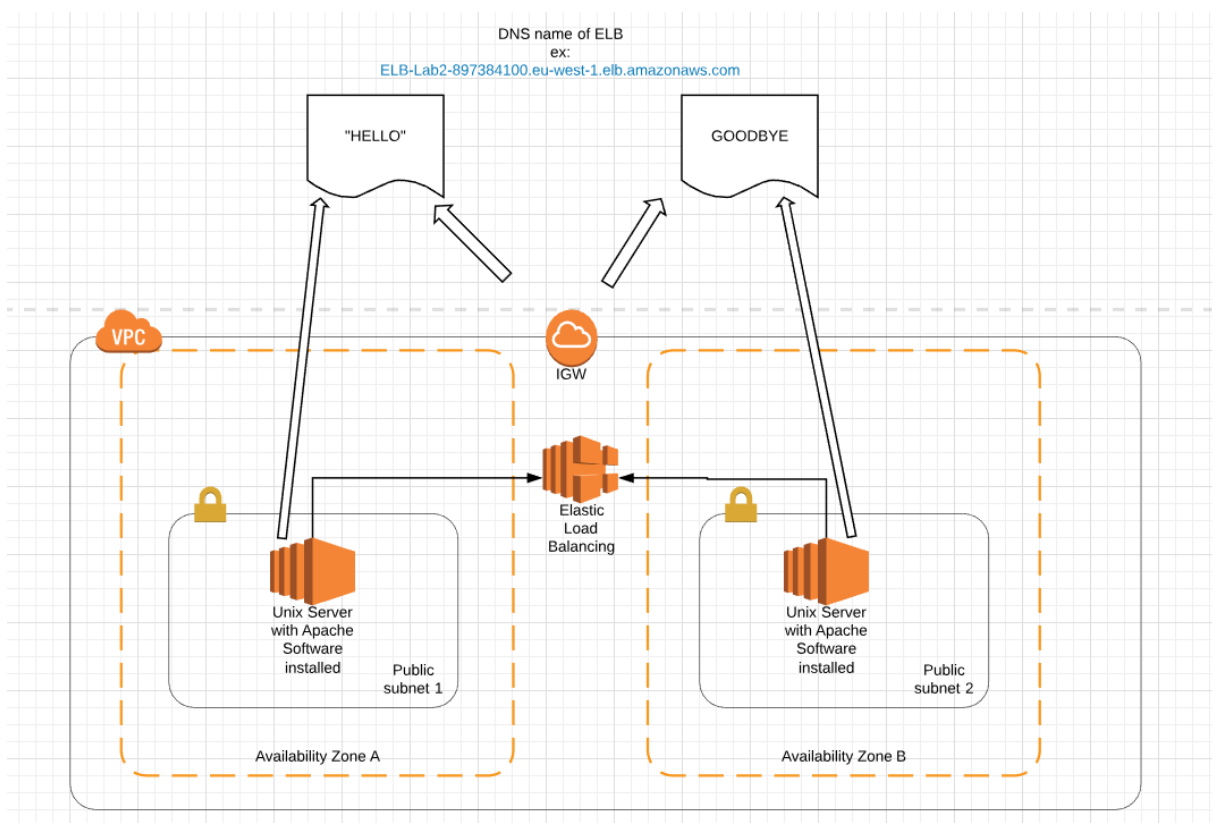 DNS name of ELB
ex:
ELB-Lab2-897384100.eu-west-1.elb.amazonaws.com
"HELLO"
GOODBYE
VPC
IGW
Elastic
Load
Balancing
Unix Server
with Apache
Software
installed
Public
subnet 1
Availability Zone A
Unix Server
with Apache
Software
installed
Public
subnet 2
Availability Zone B